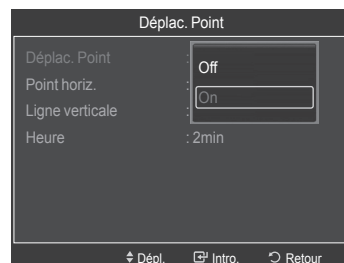 Déplac. Point
Déplac. Point :
Off
Point horiz. :
On
Ligne verticale :
Heure : 2min
Dépl. Intro. Retour